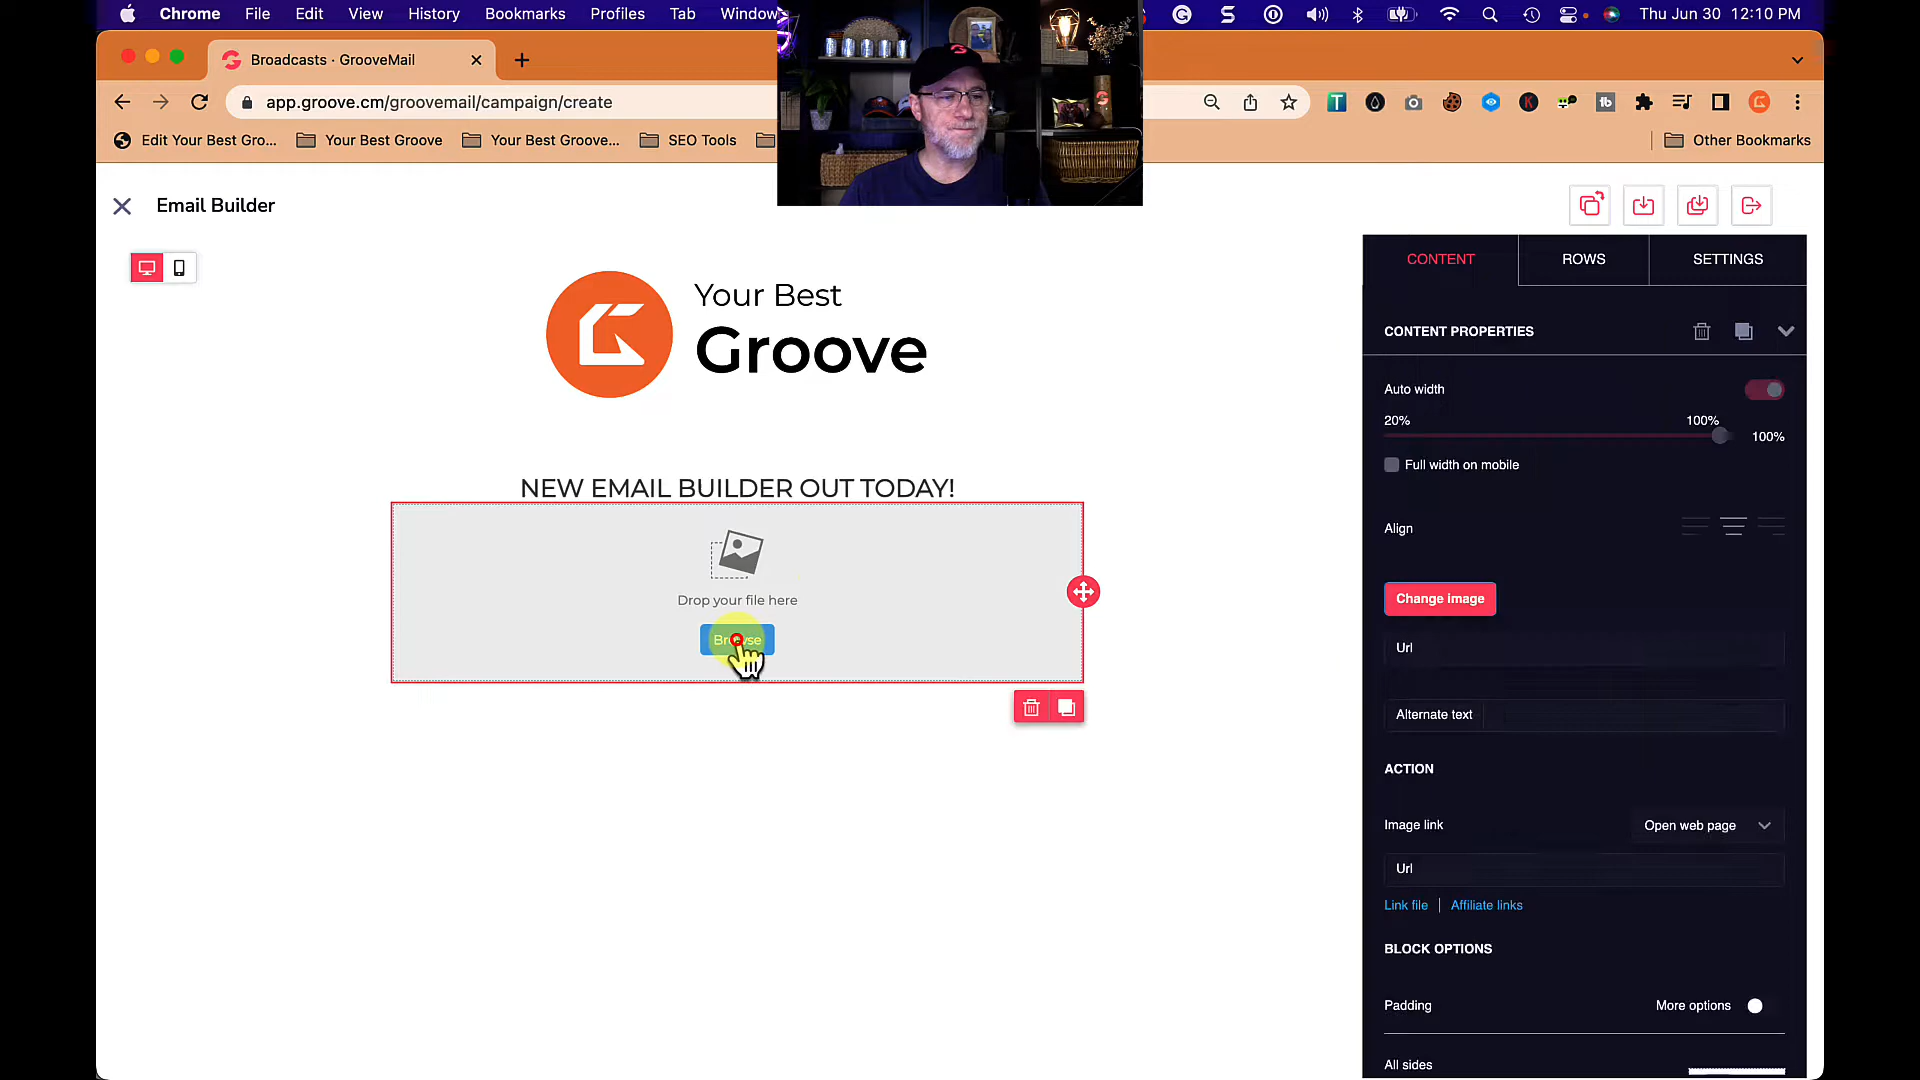 Chrome File Edit View History Bookmarks Profiles Tab Window Thu Jun 30 12:10 PM
Broadcasts · GrooveMail
app.groove.cm/groovemail/campaign/create
Edit Your Best Gro... Your Best Groove Your Best Groove... SEO Tools Other Bookmarks
Email Builder
CONTENT ROWS SETTINGS
Your Best
Groove
CONTENT PROPERTIES
Auto width
20% 100%
100%
Full width on mobile
NEW EMAIL BUILDER OUT TODAY!
Align
Drop your file here
Change image
Browse
Url
Alternate text
ACTION
Image link Open web page
Url
Link file | Affiliate links
BLOCK OPTIONS
Padding More options
All sides